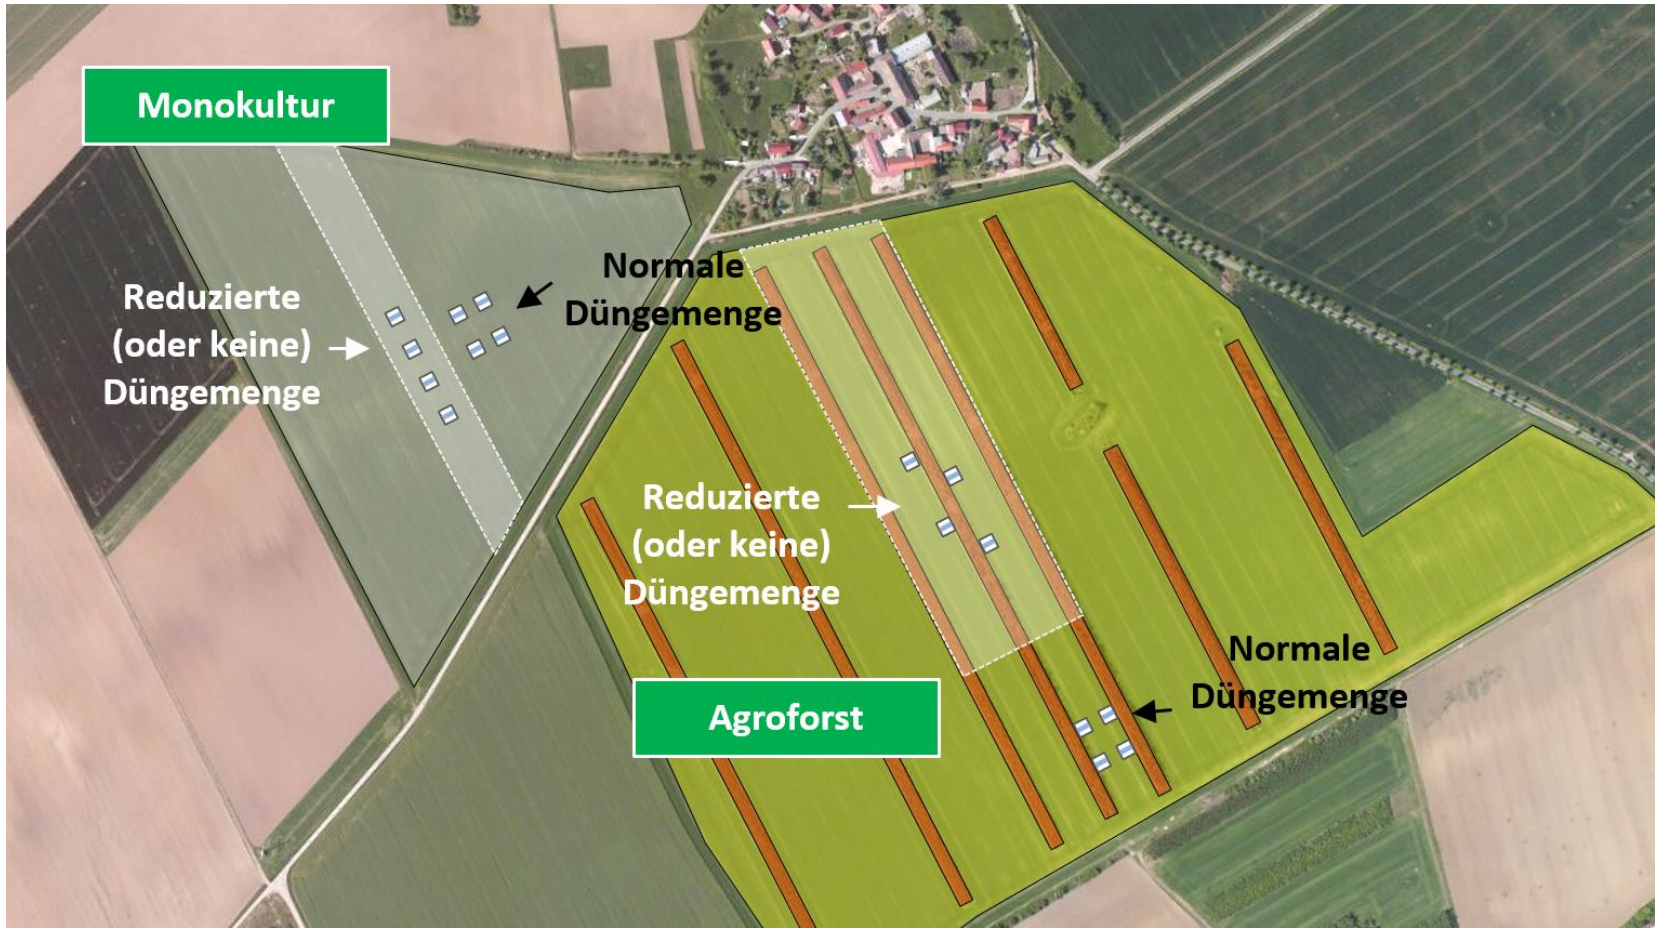 Monokultur
Normale
Düngemenge
Reduzierte
(oder keine)
Düngemenge
Reduzierte
(oder keine)
Düngemenge
Normale
Düngemenge
Agroforst